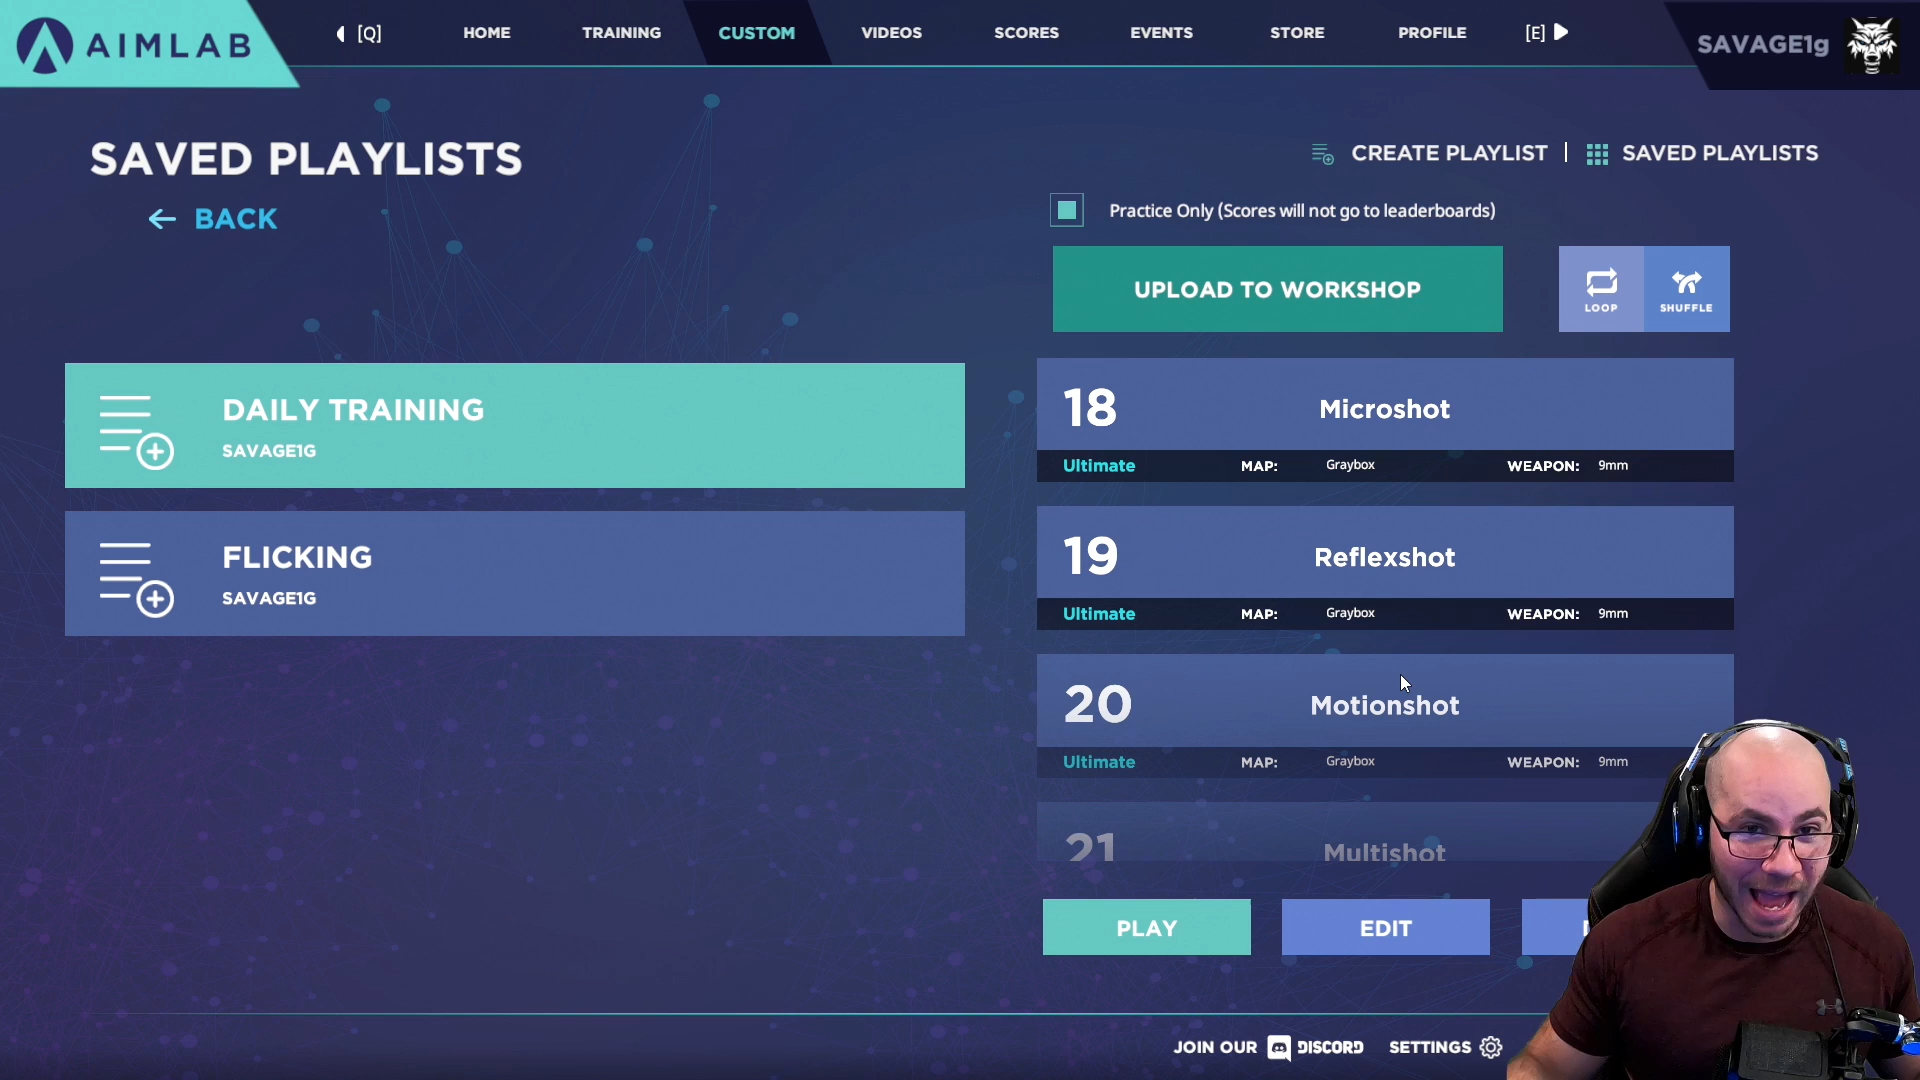 AIMLAB
[Q]
HOME
TRAINING
CUSTOM
VIDEOS
SCORES
EVENTS
STORE
PROFILE
[E]
SAVAGE1g
SAVED PLAYLISTS
BACK
CREATE PLAYLIST
SAVED PLAYLISTS
Practice Only (Scores will not go to leaderboards)
UPLOAD TO WORKSHOP
LOOP
SHUFFLE
DAILY TRAINING
SAVAGE1G
FLICKING
SAVAGE1G
18 Microshot
Ultimate MAP: Graybox WEAPON: 9mm
19 Reflexshot
Ultimate MAP: Graybox WEAPON: 9mm
20 Motionshot
Ultimate MAP: Graybox WEAPON: 9mm
21 Multishot
PLAY
EDIT
JOIN OUR DISCORD
SETTINGS